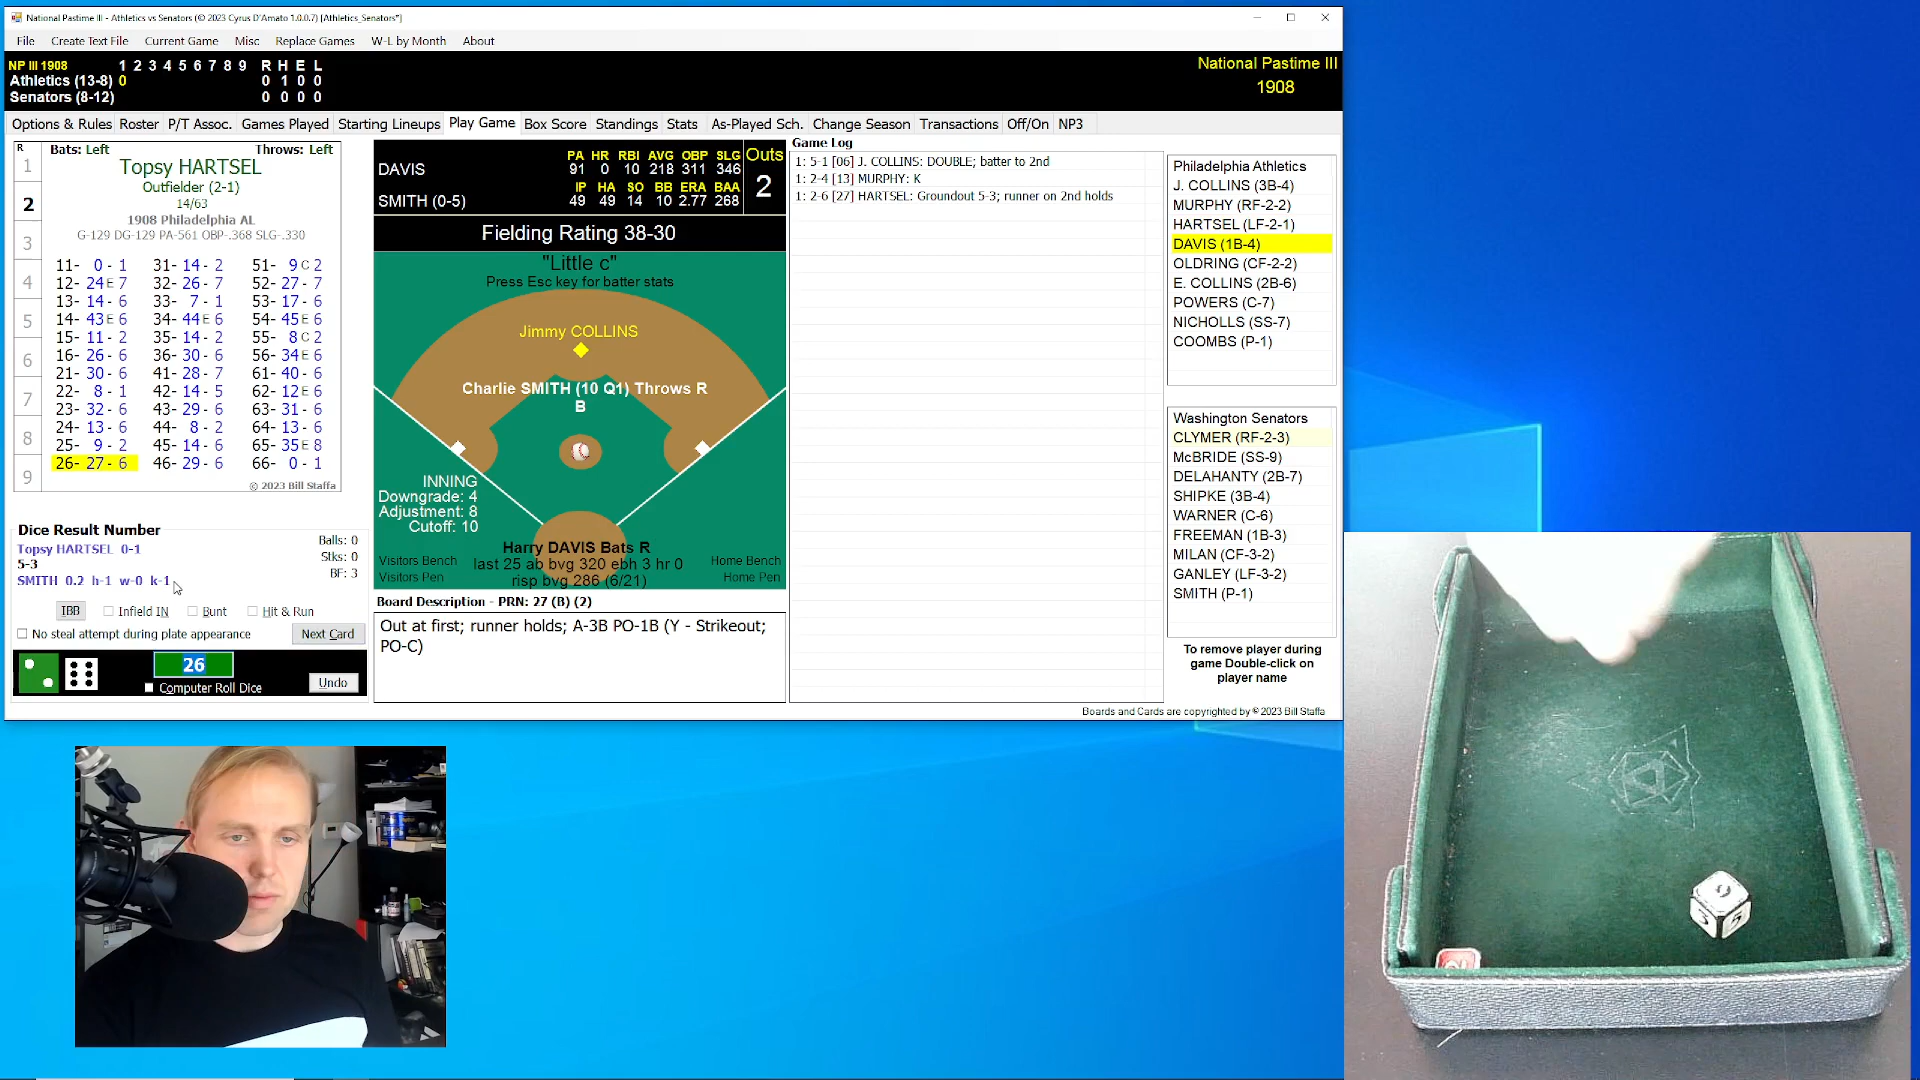 National Pastime III - Athletics vs Senators (© 2023 Cyrus D'Amato 1.0.0.7) [Athletics_Senators*]
File Create Text File Current Game Misc Replace Games W-L by Month About
NP III 1908 1 2 3 4 5 6 7 8 9 R H E L
Athletics (13-8) 0 0 1 0 0
Senators (8-12) 0 0 0 0
National Pastime III
1908
Options & Rules Roster P/T Assoc. Games Played Starting Lineups Play Game Box Score Standings Stats As-Played Sch. Change Season Transactions Off/On NP3
R
1
2
3
4
5
6
7
8
9
Bats: Left Throws: Left
Topsy HARTSEL
Outfielder (2-1)
14/63
1908 Philadelphia AL
G-129 DG-129 PA-561 OBP-.368 SLG-.330
11- 0 - 1 31- 14 - 2 51- 9 C 2
12- 24 E 7 32- 26 - 7 52- 27 - 7
13- 14 - 6 33- 7 - 1 53- 17 - 6
14- 43 E 6 34- 44 E 6 54- 45 E 6
15- 11 - 2 35- 14 - 2 55- 8 C 2
16- 26 - 6 36- 30 - 6 56- 34 E 6
21- 30 - 6 41- 28 - 7 61- 40 - 6
22- 8 - 1 42- 14 - 5 62- 12 E 6
23- 32 - 6 43- 29 - 6 63- 31 - 6
24- 13 - 6 44- 8 - 2 64- 13 - 6
25- 9 - 2 45- 14 - 6 65- 35 E 8
26- 27 - 6 46- 29 - 6 66- 0 - 1
© 2023 Bill Staffa
Dice Result Number
Topsy HARTSEL 0-1
5-3
SMITH 0.2 h-1 w-0 k-1
Balls: 0
Stks: 0
BF: 3
IBB Infield IN Bunt Hit & Run
No steal attempt during plate appearance Next Card
26
Computer Roll Dice Undo
PA HR RBI AVG OBP SLG
DAVIS 91 0 10 218 311 346
IP HA SO BB ERA BAA
SMITH (0-5) 49 49 14 10 2.77 268
Outs
2
Fielding Rating 38-30
"Little c"
Press Esc key for batter stats
Jimmy COLLINS
Charlie SMITH (10 Q1) Throws R
B
INNING
Downgrade: 4
Adjustment: 8
Cutoff: 10
Harry DAVIS Bats R
last 25 ab bvg 320 ebh 3 hr 0
risp bvg 286 (6/21)
Visitors Bench
Visitors Pen
Home Bench
Home Pen
Board Description - PRN: 27 (B) (2)
Out at first; runner holds; A-3B PO-1B (Y - Strikeout;
PO-C)
Game Log
1: 5-1 [06] J. COLLINS: DOUBLE; batter to 2nd
1: 2-4 [13] MURPHY: K
1: 2-6 [27] HARTSEL: Groundout 5-3; runner on 2nd holds
Philadelphia Athletics
J. COLLINS (3B-4)
MURPHY (RF-2-2)
HARTSEL (LF-2-1)
DAVIS (1B-4)
OLDRING (CF-2-2)
E. COLLINS (2B-6)
POWERS (C-7)
NICHOLLS (SS-7)
COOMBS (P-1)
Washington Senators
CLYMER (RF-2-3)
McBRIDE (SS-9)
DELAHANTY (2B-7)
SHIPKE (3B-4)
WARNER (C-6)
FREEMAN (1B-3)
MILAN (CF-3-2)
GANLEY (LF-3-2)
SMITH (P-1)
To remove player during
game Double-click on
player name
Boards and Cards are copyrighted by © 2023 Bill Staffa